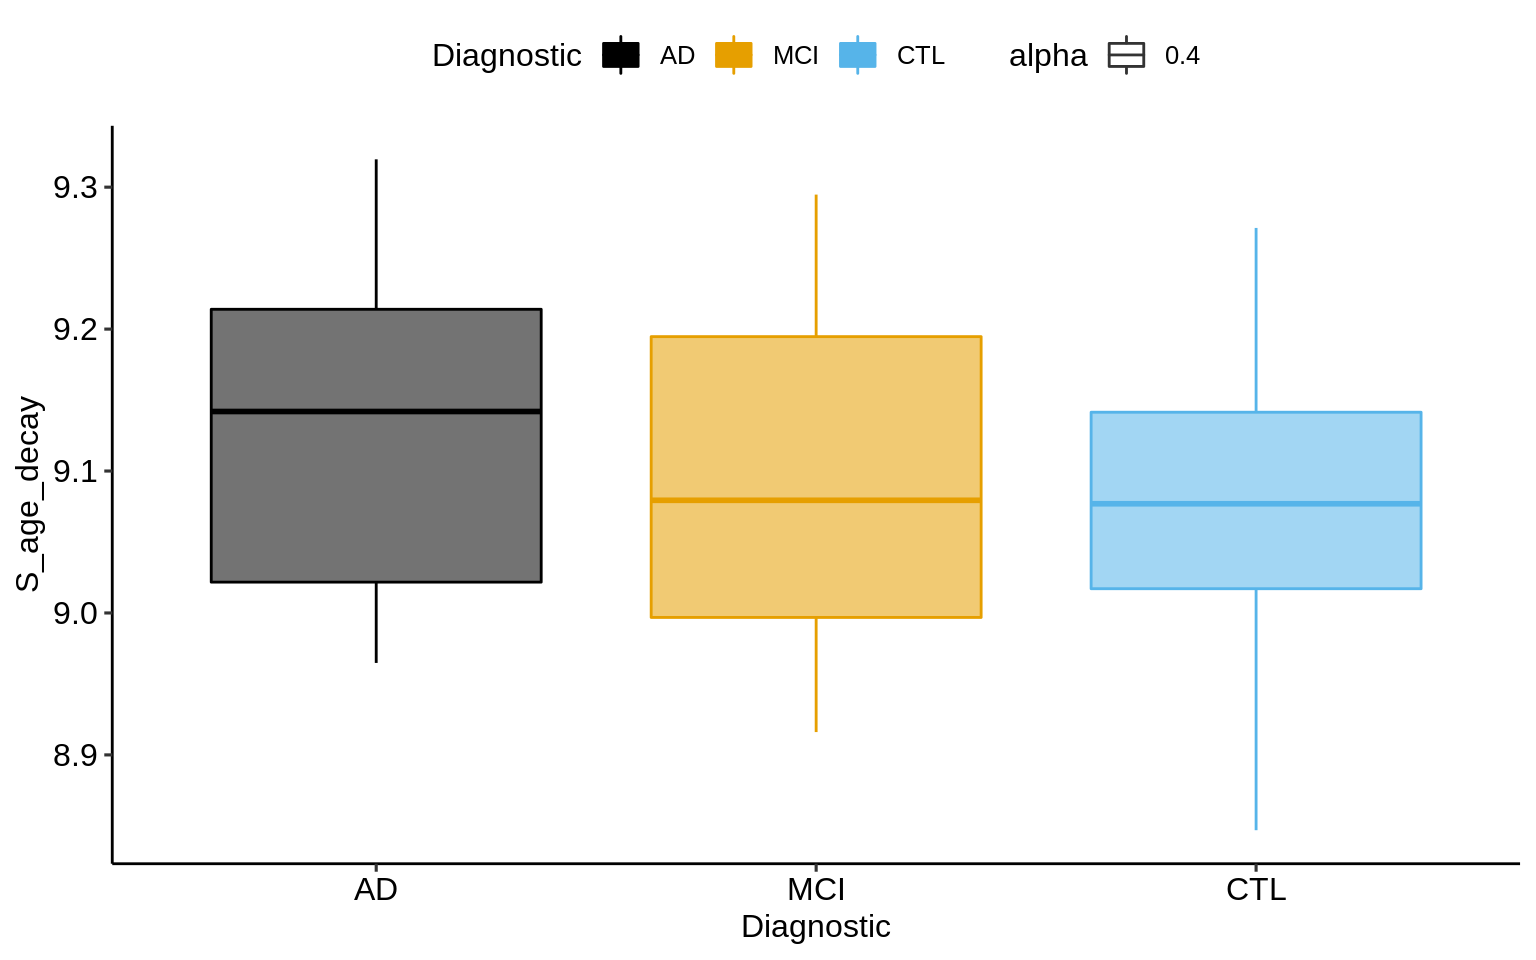 Diagnostic AD MCI CTL alpha 0.4
9.3
9.2
9.1
9.0
8.9
S_age_decay
AD MCI CTL
Diagnostic